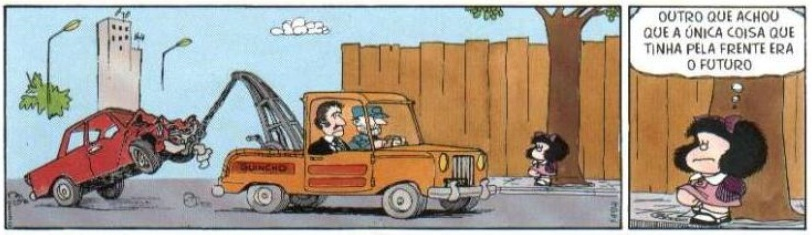 GUINCHO
OUTRO QUE ACHOU
QUE A ÚNICA COISA QUE
TINHA PELA FRENTE ERA
O FUTURO